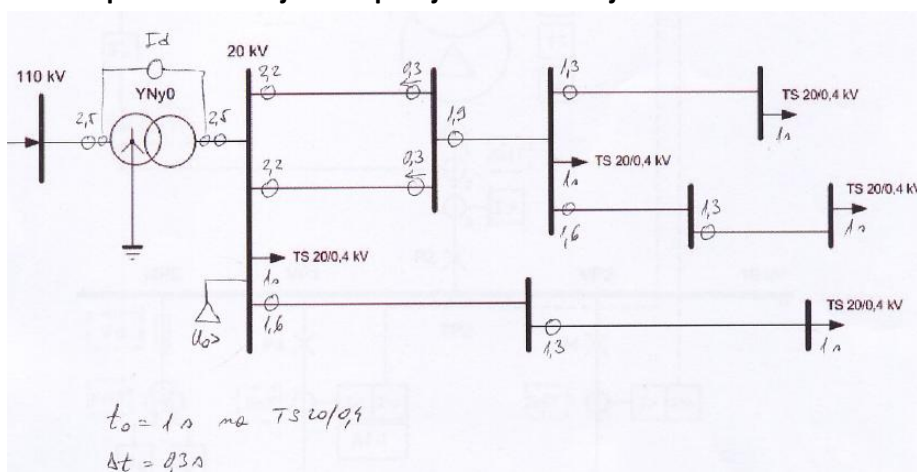 Id
20 kV
110 kV
YNy0
2,5
2,5
2,2
0,3
1,9
1,3
TS 20/0,4 kV
1s
2,2
0,3
TS 20/0,4 kV
1s
1,6
1,3
TS 20/0,4 kV
1s
TS 20/0,4 kV
1s
U₀>
1,6
1,3
TS 20/0,4 kV
1s
t₀ = 1 s na TS 20/0,4
Δt = 0,3 s